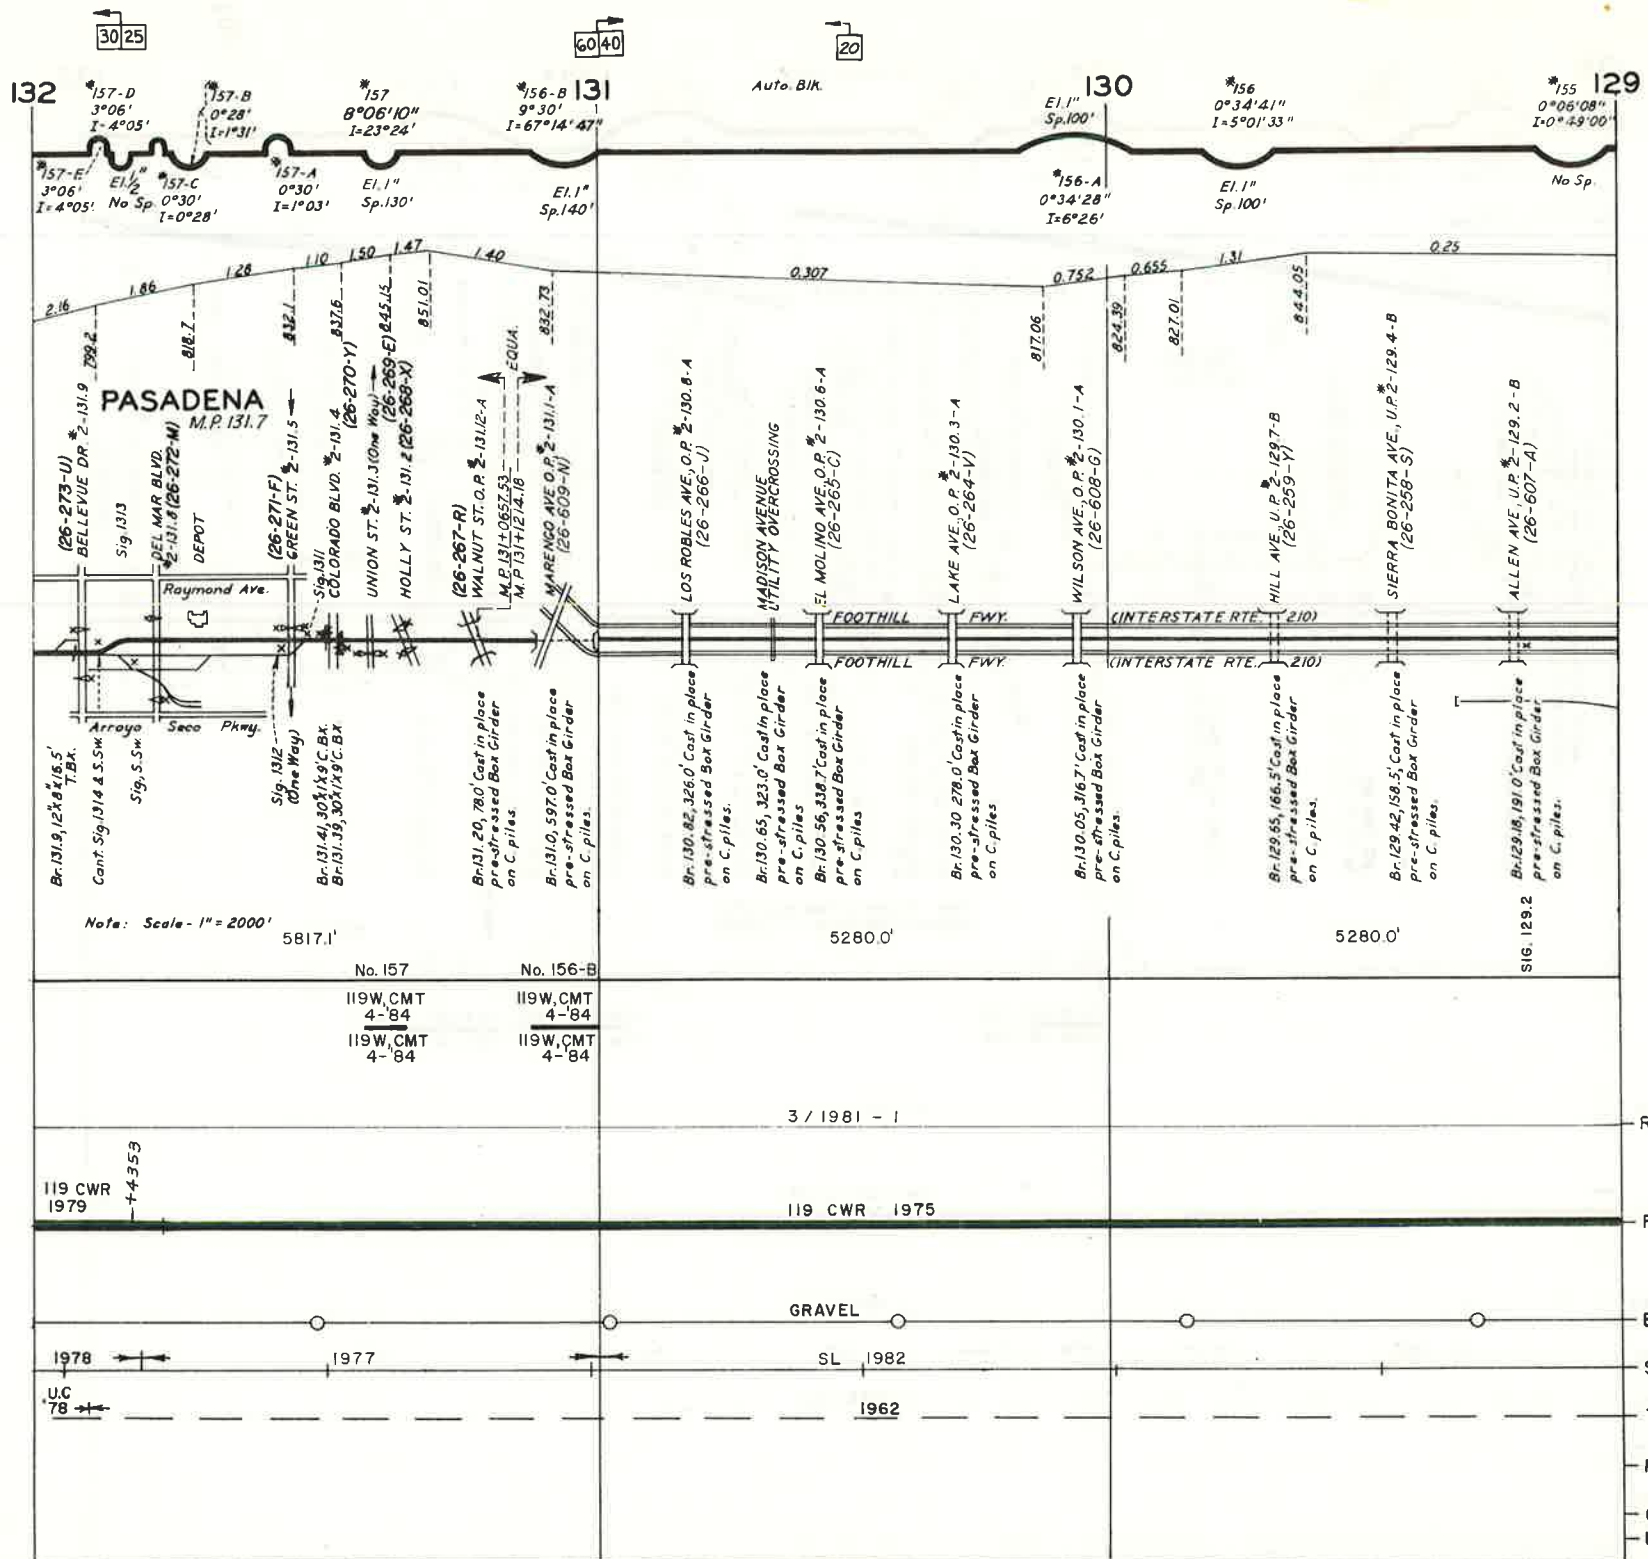 30 25
60 40
20
132
131
130
129
Auto. Blk.
*157-D
3°06'
I=4°05'
*157-B
0°28'
I=1°31'
*157
8°06'10"
I=23°24'
*156-B
9°30'
I=67°14'47"
El.1"
Sp.100'
*156
0°34'41"
I=5°01'33"
*155
0°06'08"
I=0°49'00"
*157-E
3°06'
I=4°05'
El.1/2"
No Sp.
*157-C
0°30'
I=0°28'
*157-A
0°30'
I=1°03'
El.1"
Sp.130'
El.1"
Sp.140'
*156-A
0°34'28"
I=6°26'
El.1"
Sp.100'
No Sp.
2.16
1.86
1.28
1.10
1.50
1.47
1.40
0.307
0.752
0.655
1.31
0.25
799.2
818.7
832.1
837.6
845.15
851.01
832.73
817.06
824.39
827.01
844.05
PASADENA
M.P. 131.7
(26-273-U)
BELLEVUE DR. *2-131.9
Sig.1313
DEL MAR BLVD.
*2-131.8 (26-272-M)
DEPOT
(26-271-F)
GREEN ST. *2-131.5
Sig.1311
COLORADO BLVD. *2-131.4
(26-270-Y)
UNION ST. *2-131.3 (One Way)
(26-269-E)
HOLLY ST. *2-131.2 (26-268-X)
(26-267-R)
WALNUT ST. O.P. *2-131.12-A
M.P. 131+0657.53
M.P. 131+1214.18
EQUA.
MARENGO AVE O.P. *2-131.1-A
(26-609-N)
LOS ROBLES AVE., O.P. *2-130.8-A
(26-266-J)
MADISON AVENUE
UTILITY OVERCROSSING
EL MOLINO AVE., O.P. *2-130.6-A
(26-265-C)
LAKE AVE., O.P. *2-130.3-A
(26-264-V)
WILSON AVE., O.P. *2-130.1-A
(26-608-G)
HILL AVE., U.P. *2-129.7-B
(26-259-Y)
SIERRA BONITA AVE., U.P. *2-129.4-B
(26-258-S)
ALLEN AVE., U.P. *2-129.2-B
(26-607-A)
Raymond Ave.
FOOTHILL FWY. (INTERSTATE RTE. 210)
FOOTHILL FWY. (INTERSTATE RTE. 210)
Arroyo Seco Pkwy.
Br.131.9, 12"x8"x16.5'
T.Bx.
Cant. Sig.1314 & S.Sw.
Sig. S.Sw.
Sig. 1312
(One Way)
Br.131.41, 30"x1'x9' C.Bx.
Br.131.39, 30"x1'x9' C.Bx.
Br.131.20, 78.0' Cast in place
pre-stressed Box Girder
on C.piles.
Br.131.0, 597.0' Cast in place
pre-stressed Box Girder
on C.piles.
Br.130.82, 326.0' Cast in place
pre-stressed Box Girder
on C.piles.
Br.130.65, 323.0' Cast in place
pre-stressed Box Girder
on C.piles
Br.130.56, 338.7' Cast in place
pre-stressed Box Girder
on C.piles
Br.130.30 278.0' Cast in place
pre-stressed Box Girder
on C.piles
Br.130.05, 316.7' Cast in place
pre-stressed Box Girder
on C.piles.
Br.129.65, 166.5' Cast in place
pre-stressed Box Girder
on C.piles.
Br.129.42, 158.5' Cast in place
pre-stressed Box Girder
on C.piles.
Br.129.18, 191.0' Cast in place
pre-stressed Box Girder
on C.piles.
SIG. 129.2
Note: Scale - 1" = 2000'
5817.1'
5280.0'
5280.0'
No. 157
No. 156-B
119W, CMT
4-'84
119W, CMT
4-'84
119W, CMT
4-'84
119W, CMT
4-'84
3 / 1981 - 1
119 CWR
1979
+4353
119 CWR 1975
GRAVEL
1978
1977
SL 1982
U.C
'78
1962